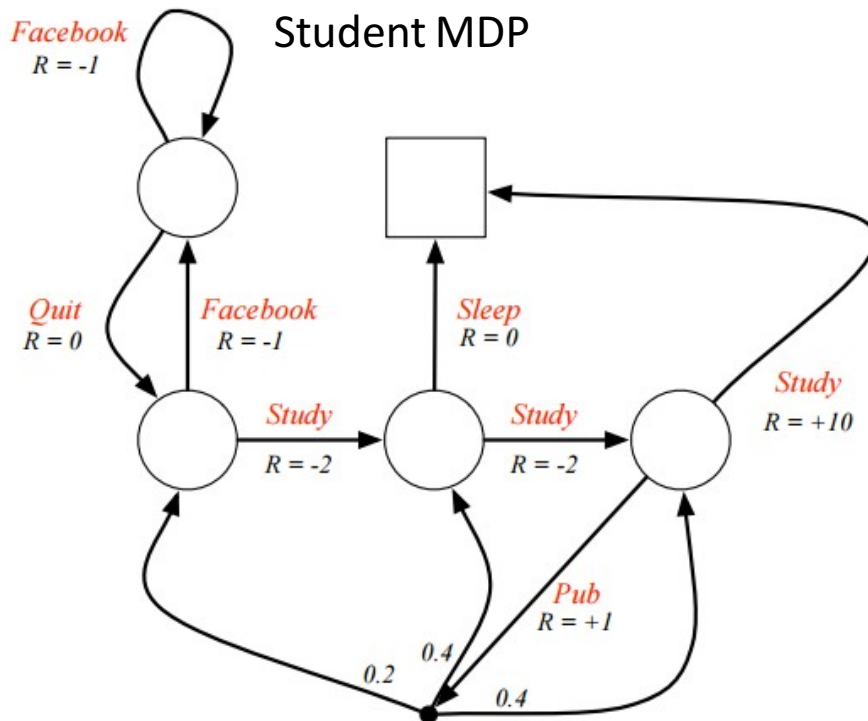 Student MDP
Facebook
R = -1
Quit
R = 0
Facebook
R = -1
Sleep
R = 0
Study
R = -2
Study
R = -2
Study
R = +10
Pub
R = +1
0.2
0.4
0.4